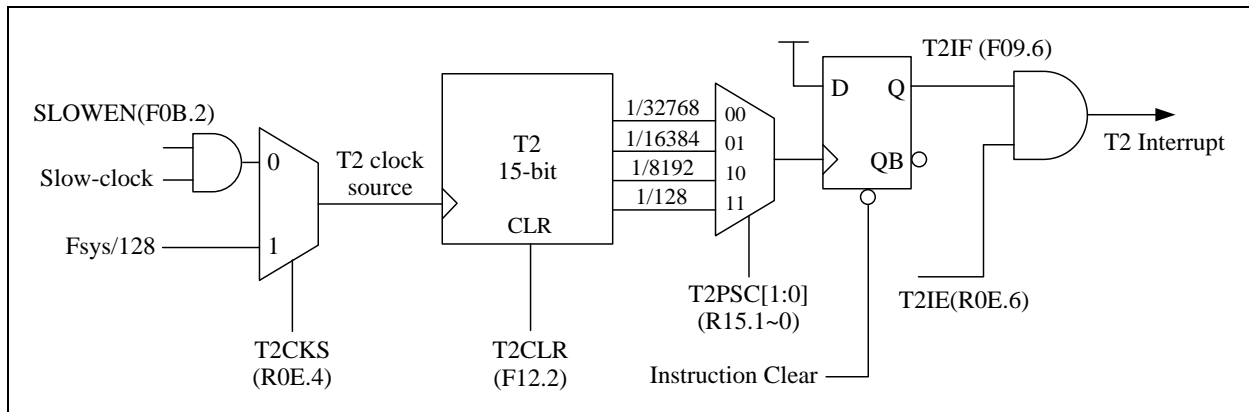 SLOWEN(F0B.2)
Slow-clock
Fsys/128
0
1
T2CKS
(R0E.4)
T2 clock
source
T2
15-bit
CLR
T2CLR
(F12.2)
1/32768
1/16384
1/8192
1/128
00
01
10
11
T2PSC[1:0]
(R15.1~0)
D
Q
QB
Instruction Clear
T2IF (F09.6)
T2IE(R0E.6)
T2 Interrupt